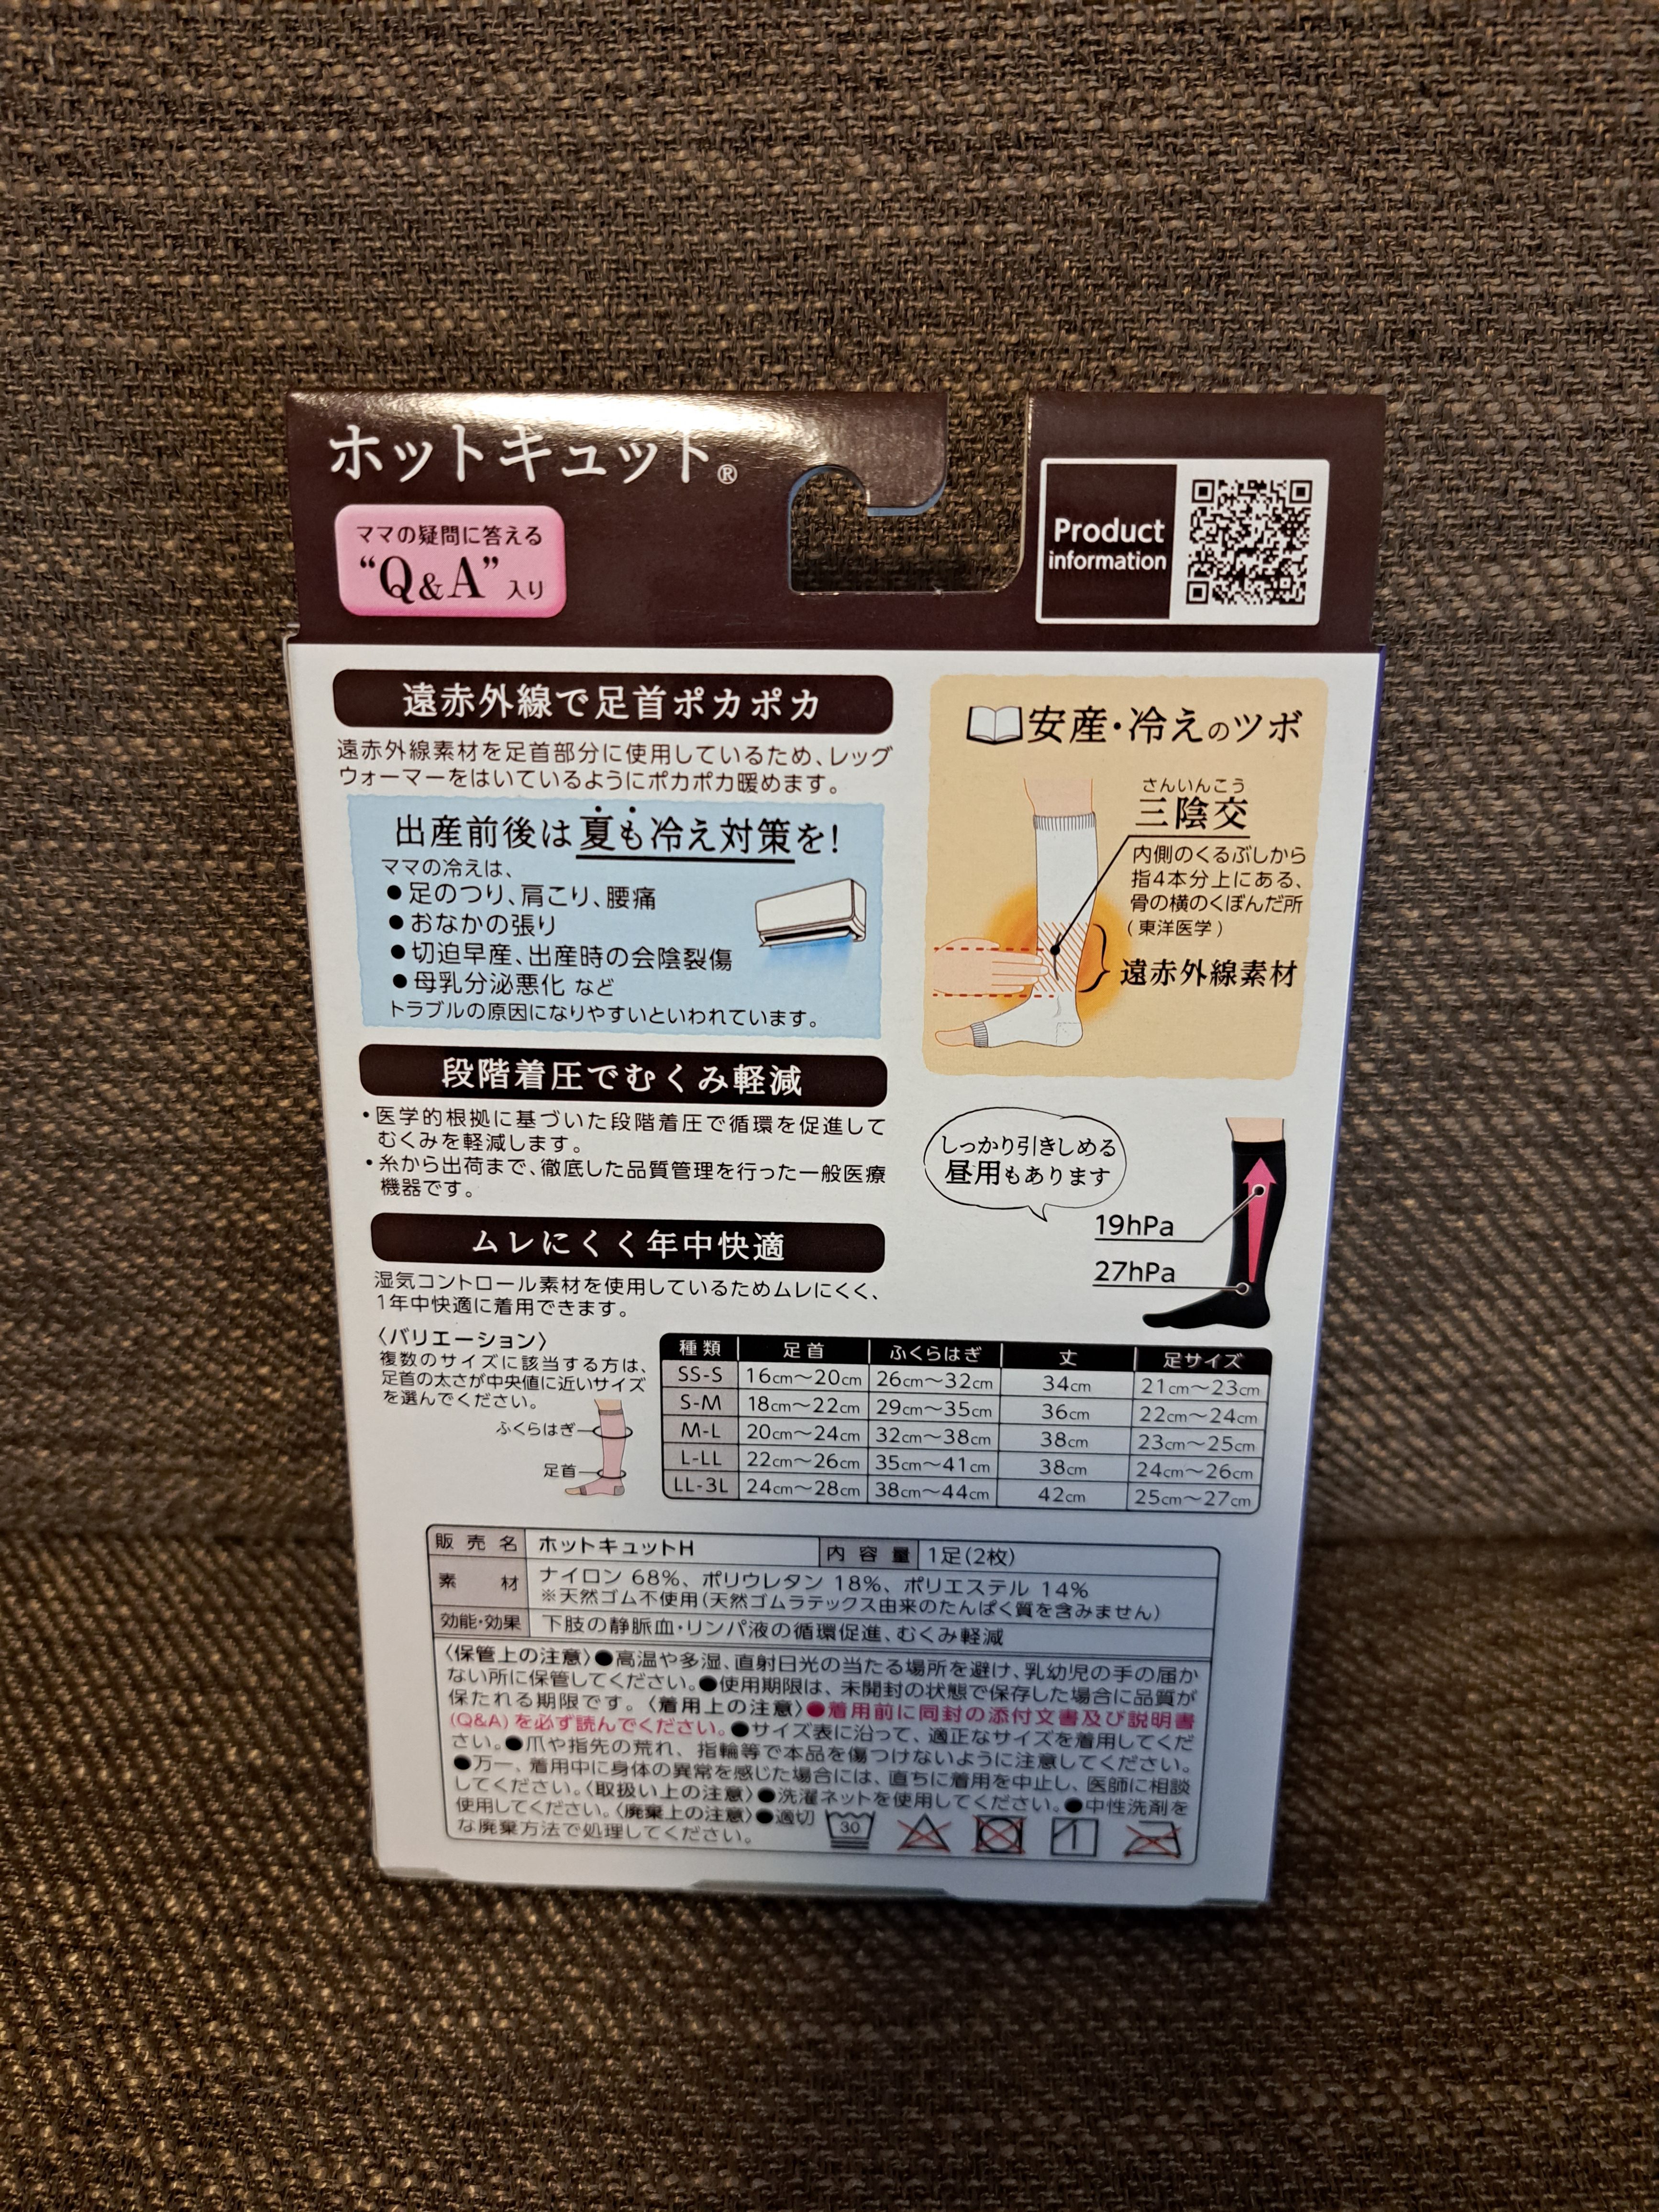 ホットキュット®
ママの疑問に答える
“Q&A”入り
Product
information
遠赤外線で足首ポカポカ
遠赤外線素材を足首部分に使用しているため、レッグ
ウォーマーをはいているようにポカポカ暖めます。
出産前後は夏も冷え対策を!
ママの冷えは、
●足のつり、肩こり、腰痛
●おなかの張り
●切迫早産、出産時の会陰裂傷
●母乳分泌悪化 など
トラブルの原因になりやすいといわれています。
安産・冷えのツボ
さんいんこう
三陰交
内側のくるぶしから
指4本分上にある、
骨の横のくぼんだ所
(東洋医学)
遠赤外線素材
段階着圧でむくみ軽減
・医学的根拠に基づいた段階着圧で循環を促進して
むくみを軽減します。
・糸から出荷まで、徹底した品質管理を行った一般医療
機器です。
しっかり引きしめる
昼用もあります
19hPa
27hPa
ムレにくく年中快適
湿気コントロール素材を使用しているためムレにくく、
1年中快適に着用できます。
〈バリエーション〉
複数のサイズに該当する方は、
足首の太さが中央値に近いサイズ
を選んでください。
ふくらはぎ
足首
種類 足首 ふくらはぎ 丈 足サイズ
SS-S 16cm〜20cm 26cm〜32cm 34cm 21cm〜23cm
S-M 18cm〜22cm 29cm〜35cm 36cm 22cm〜24cm
M-L 20cm〜24cm 32cm〜38cm 38cm 23cm〜25cm
L-LL 22cm〜26cm 35cm〜41cm 38cm 24cm〜26cm
LL-3L 24cm〜28cm 38cm〜44cm 42cm 25cm〜27cm
販売名 ホットキュットH 内容量 1足(2枚)
素材 ナイロン 68%、ポリウレタン 18%、ポリエステル 14%
※天然ゴム不使用(天然ゴムラテックス由来のたんぱく質を含みません)
効能・効果 下肢の静脈血・リンパ液の循環促進、むくみ軽減
〈保管上の注意〉●高温や多湿、直射日光の当たる場所を避け、乳幼児の手の届か
ない所に保管してください。●使用期限は、未開封の状態で保存した場合に品質が
保たれる期限です。〈着用上の注意〉●着用前に同封の添付文書及び説明書
(Q&A)を必ず読んでください。●サイズ表に沿って、適正なサイズを着用してくだ
さい。●爪や指先の荒れ、指輪等で本品を傷つけないように注意してください。
●万一、着用中に身体の異常を感じた場合には、直ちに着用を中止し、医師に相談
してください。〈取扱い上の注意〉●洗濯ネットを使用してください。●中性洗剤を
使用してください。〈廃棄上の注意〉●適切
な廃棄方法で処理してください。
30